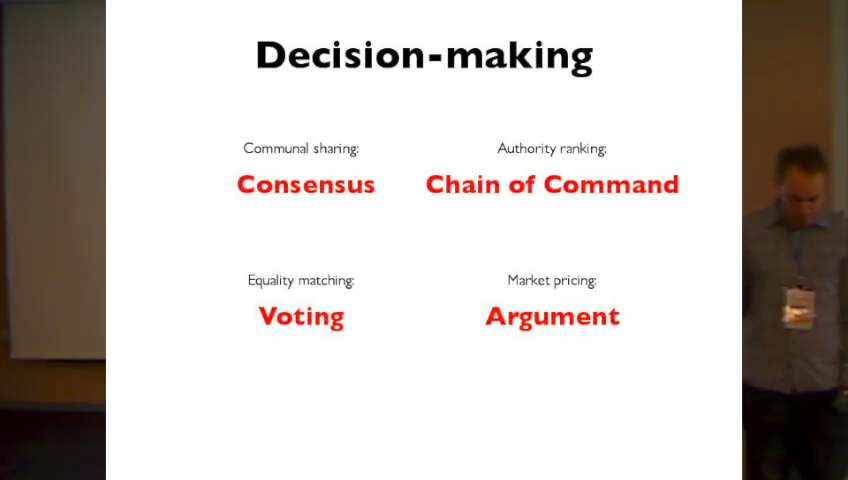 Decision-making
Communal sharing:
Consensus
Authority ranking:
Chain of Command
Equality matching:
Voting
Market pricing:
Argument